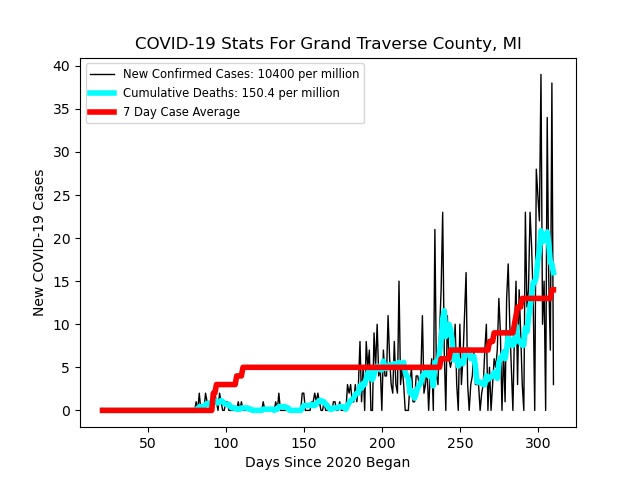 COVID-19 Stats For Grand Traverse County, MI
New Confirmed Cases: 10400 per million
Cumulative Deaths: 150.4 per million
7 Day Case Average
New COVID-19 Cases
40
35
30
25
20
15
10
5
0
50 100 150 200 250 300
Days Since 2020 Began